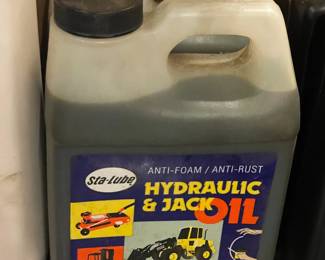 Sta-Lube
ANTI-FOAM / ANTI-RUST
HYDRAULIC
& JACK OIL